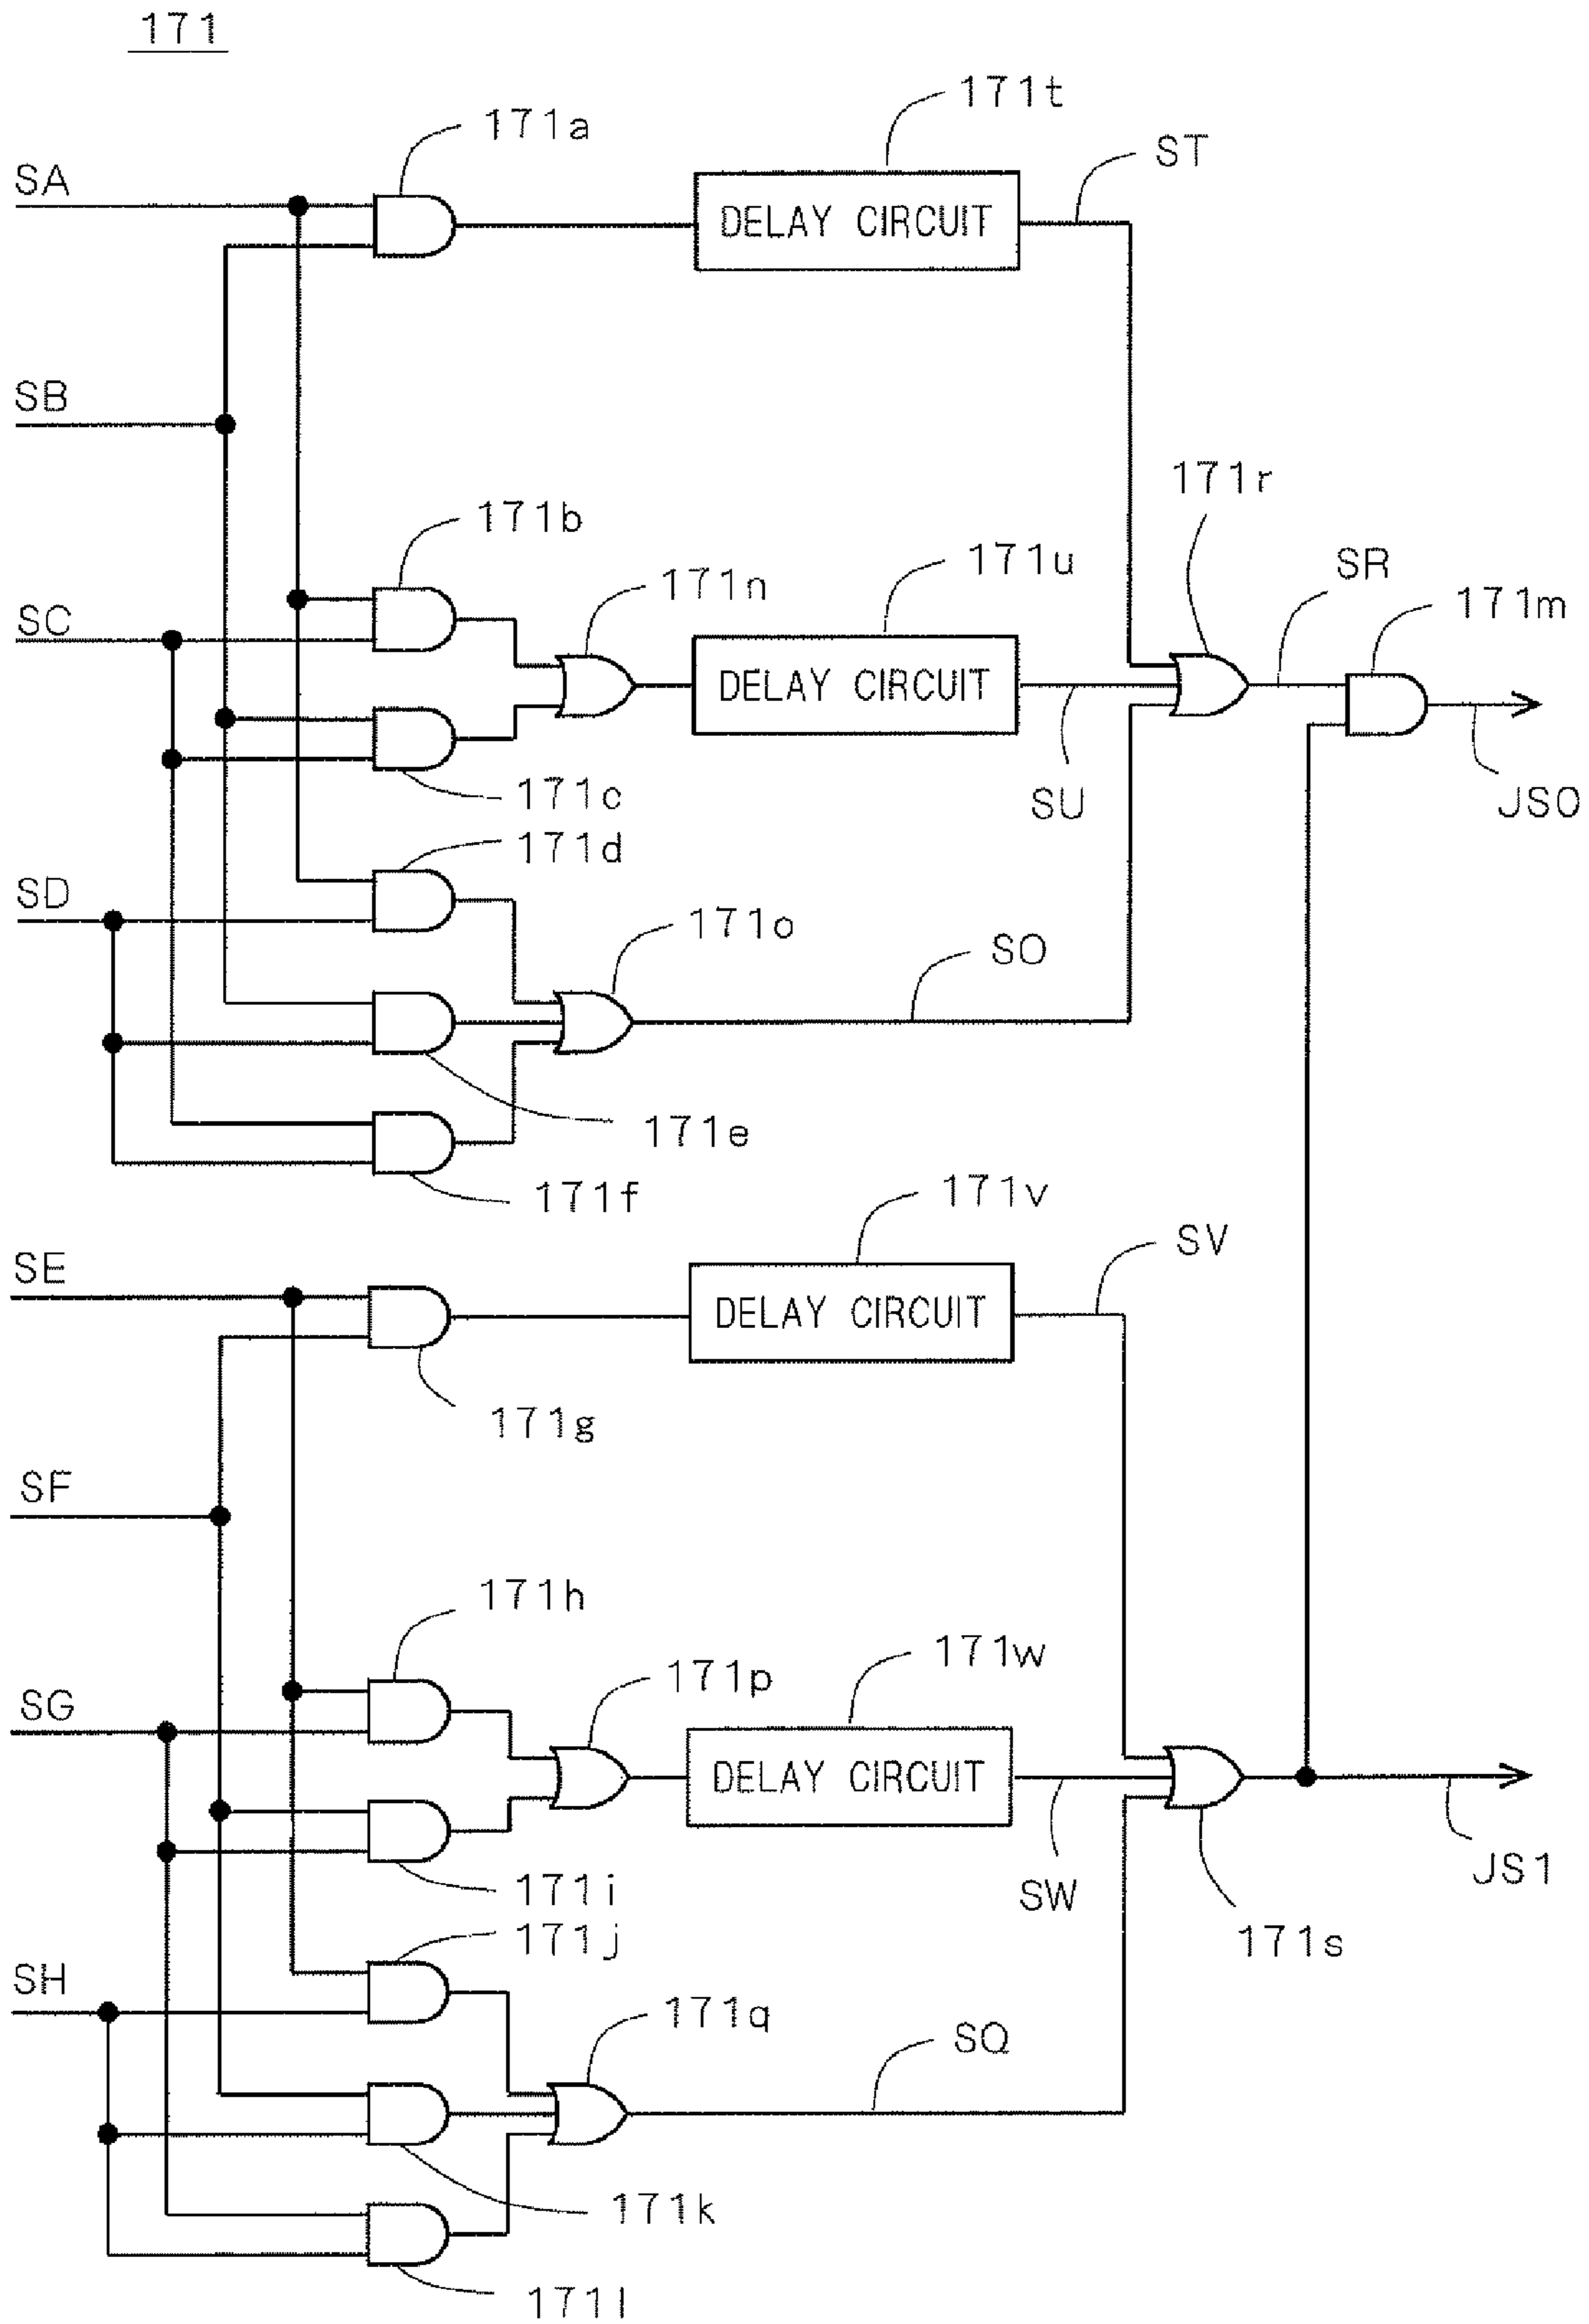 171
171t
171a
ST
SA
DELAY CIRCUIT
SB
171r
171b
171u
SR
171n
171m
SC
DELAY CIRCUIT
171c
SU
JS0
171d
SD
171o
SO
171e
171f
171v
SV
SE
DELAY CIRCUIT
171g
SF
171h
171w
171p
SG
DELAY CIRCUIT
171i
SW
JS1
171j
171s
SH
171q
SQ
171k
171l